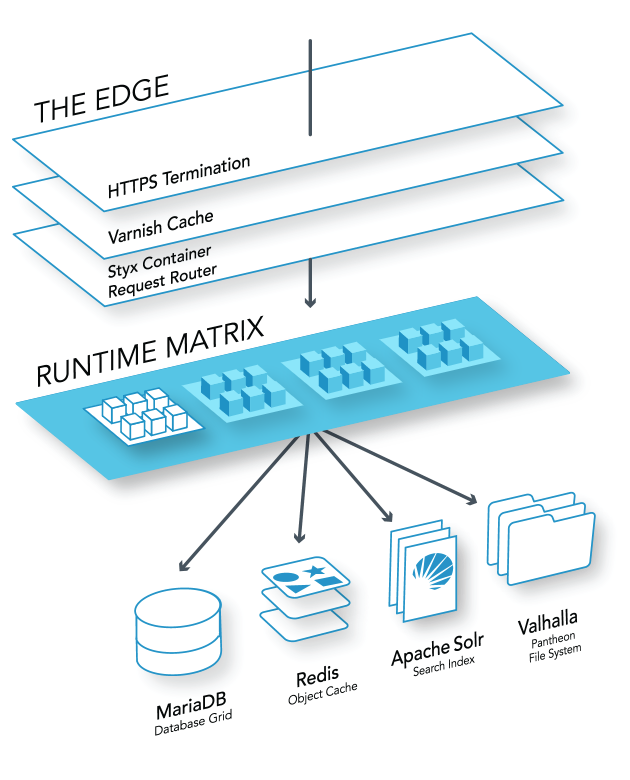 THE EDGE
HTTPS Termination
Varnish Cache
Styx Container
Request Router
RUNTIME MATRIX
MariaDB
Database Grid
Redis
Object Cache
Apache Solr
Search Index
Valhalla
Pantheon
File System